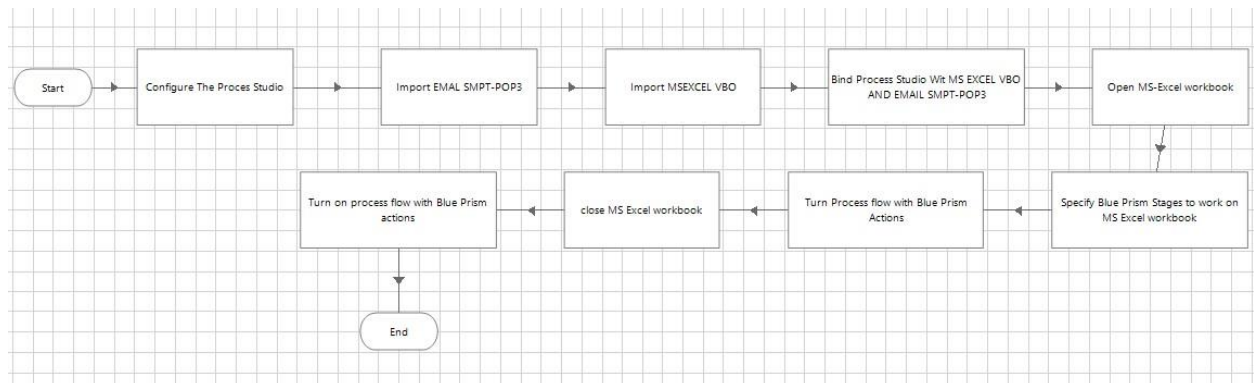 Start
Configure The Proces Studio
Import EMAL SMPT-POP3
Import MSEXCEL VBO
Bind Process Studio Wit MS EXCEL VBO
AND EMAIL SMPT-POP3
Open MS-Excel workbook
Specify Blue Prism Stages to work on
MS Excel workbook
Turn Process flow with Blue Prism
Actions
close MS Excel workbook
Turn on process flow with Blue Prism
actions
End